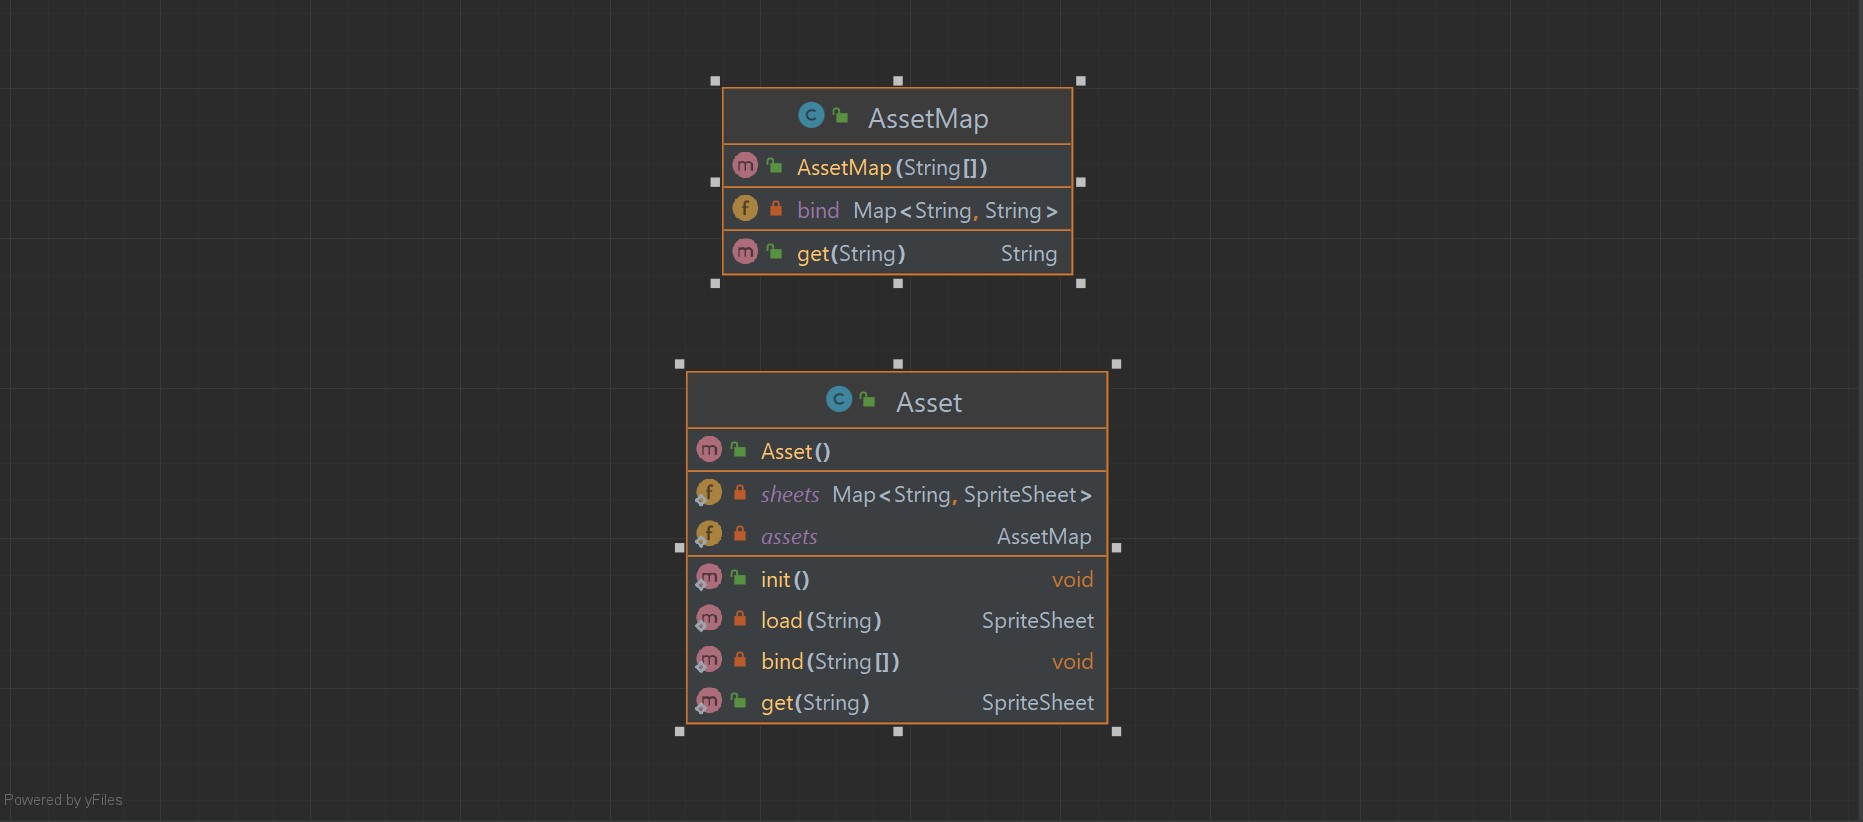 AssetMap
AssetMap(String[])
bind Map<String, String>
get(String) String
Asset
Asset()
sheets Map<String, SpriteSheet>
assets AssetMap
init() void
load(String) SpriteSheet
bind(String[]) void
get(String) SpriteSheet
Powered by yFiles